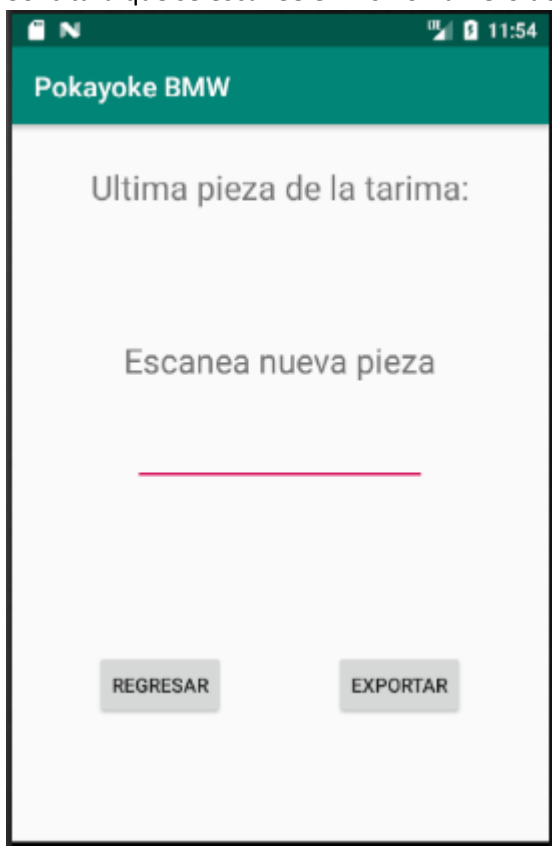 11:54
Pokayoke BMW
Ultima pieza de la tarima:
Escanea nueva pieza
REGRESAR
EXPORTAR